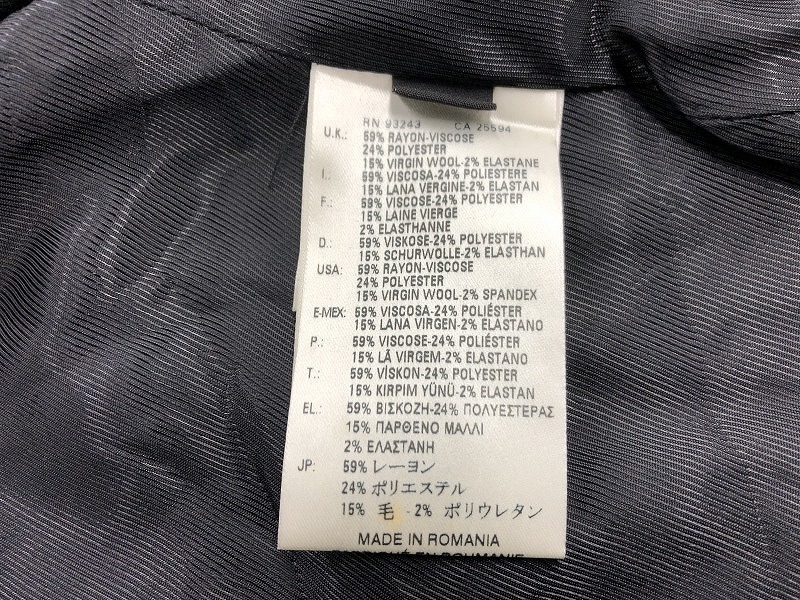 RN 93243 CA 25594
U.K.: 59% RAYON-VISCOSE
24% POLYESTER
15% VIRGIN WOOL-2% ELASTANE
I.: 59% VISCOSA-24% POLIESTERE
15% LANA VERGINE-2% ELASTAN
F.: 59% VISCOSE-24% POLYESTER
15% LAINE VIERGE
2% ELASTHANNE
D.: 59% VISKOSE-24% POLYESTER
15% SCHURWOLLE-2% ELASTHAN
USA: 59% RAYON-VISCOSE
24% POLYESTER
15% VIRGIN WOOL-2% SPANDEX
E-MEX: 59% VISCOSA-24% POLIÉSTER
15% LANA VIRGEN-2% ELASTANO
P.: 59% VISCOSE-24% POLIÉSTER
15% LÃ VIRGEM-2% ELASTANO
T.: 59% VİSKON-24% POLYESTER
15% KIRPIM YÜNÜ-2% ELASTAN
EL.: 59% ΒΙΣΚΟΖΗ-24% ΠΟΛΥΕΣΤΕΡΑΣ
15% ΠΑΡΘΕΝΟ ΜΑΛΛΙ
2% ΕΛΑΣΤΑΝΗ
JP: 59% レーヨン
24% ポリエステル
15% 毛 -2% ポリウレタン
MADE IN ROMANIA
EN ROUMANIE